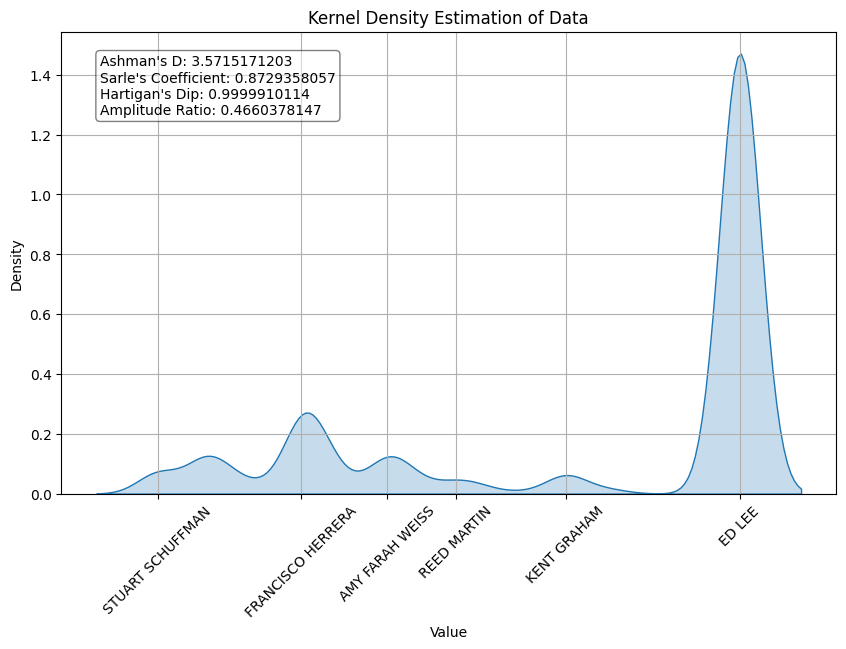 Kernel Density Estimation of Data
Ashman's D: 3.5715171203
Sarle's Coefficient: 0.8729358057
Hartigan's Dip: 0.9999910114
Amplitude Ratio: 0.4660378147
Density
1.4
1.2
1.0
0.8
0.6
0.4
0.2
0.0
STUART SCHUFFMAN
FRANCISCO HERRERA
AMY FARAH WEISS
REED MARTIN
KENT GRAHAM
ED LEE
Value